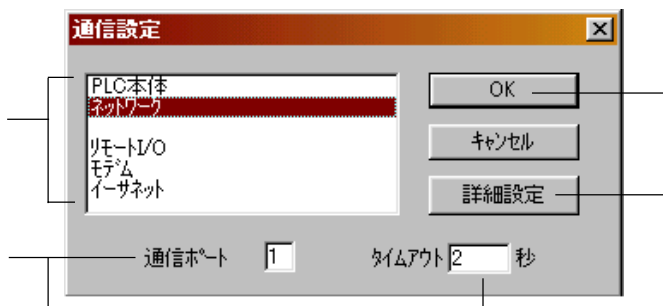 通信設定
PLC本体
ネットワーク
リモートI/O
モデム
イーサネット
OK
キャンセル
詳細設定
通信ポート 1 タイムアウト 2 秒